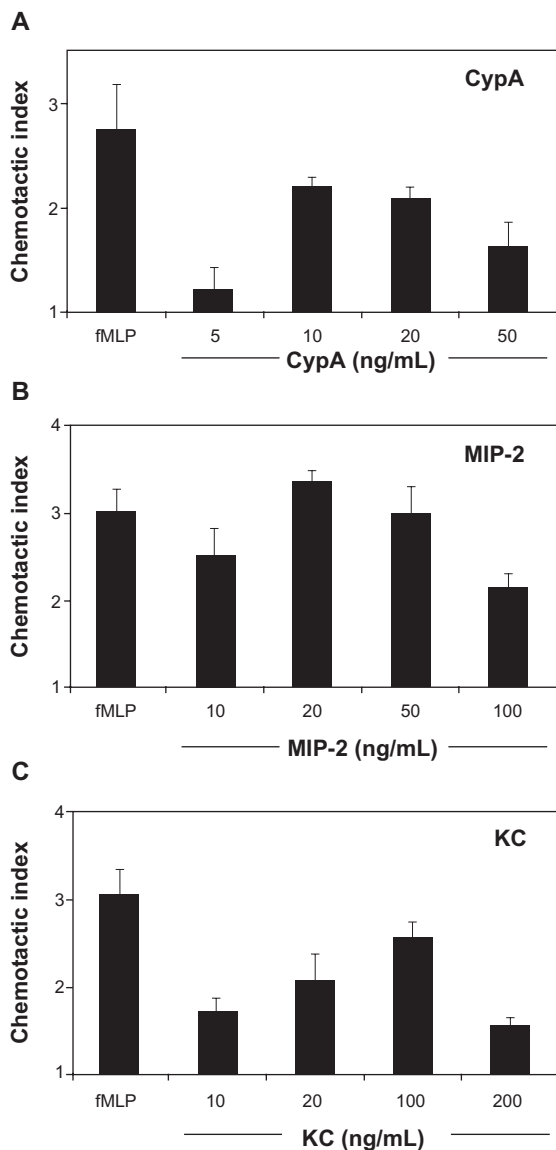 A
CypA
Chemotactic index
3
2
1
fMLP 5 10 20 50
CypA (ng/mL)
B
MIP-2
Chemotactic index
4
3
2
1
fMLP 10 20 50 100
MIP-2 (ng/mL)
C
KC
Chemotactic index
4
3
2
1
fMLP 10 20 100 200
KC (ng/mL)